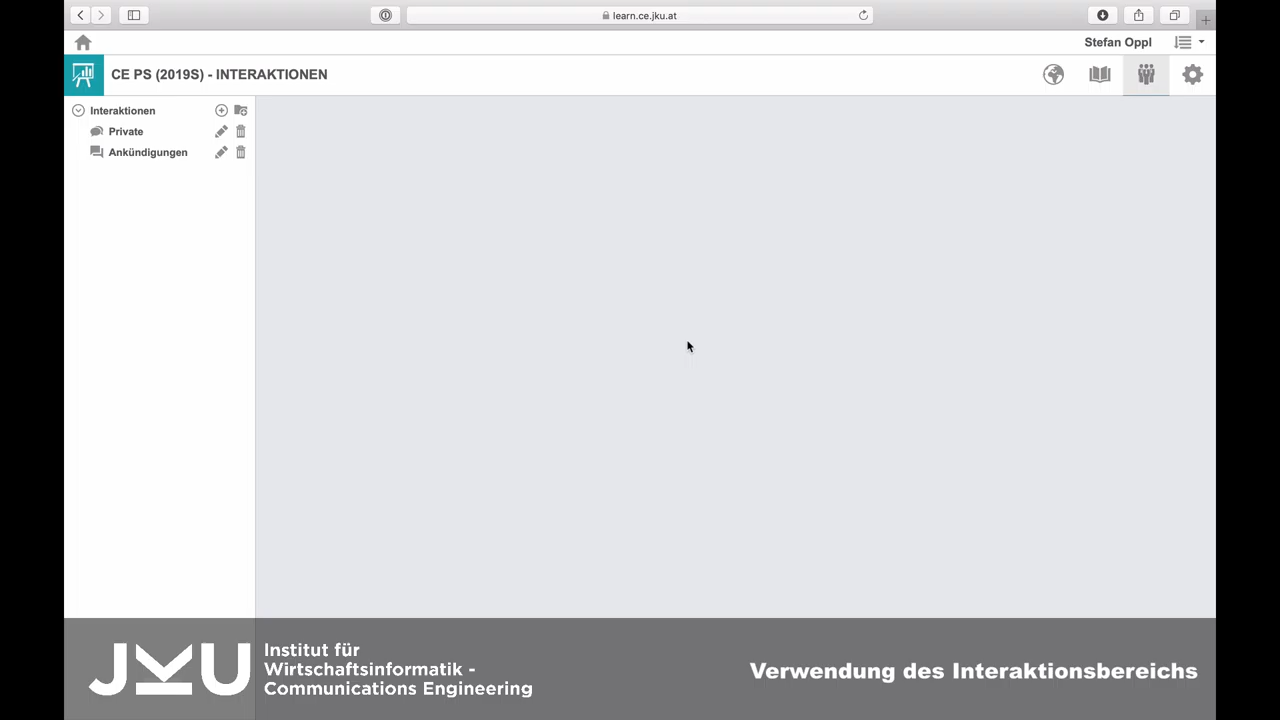 learn.ce.jku.at
Stefan Oppl
CE PS (2019S) - INTERAKTIONEN
Interaktionen
Private
Ankündigungen
JKU
Institut für
Wirtschaftsinformatik -
Communications Engineering
Verwendung des Interaktionsbereichs